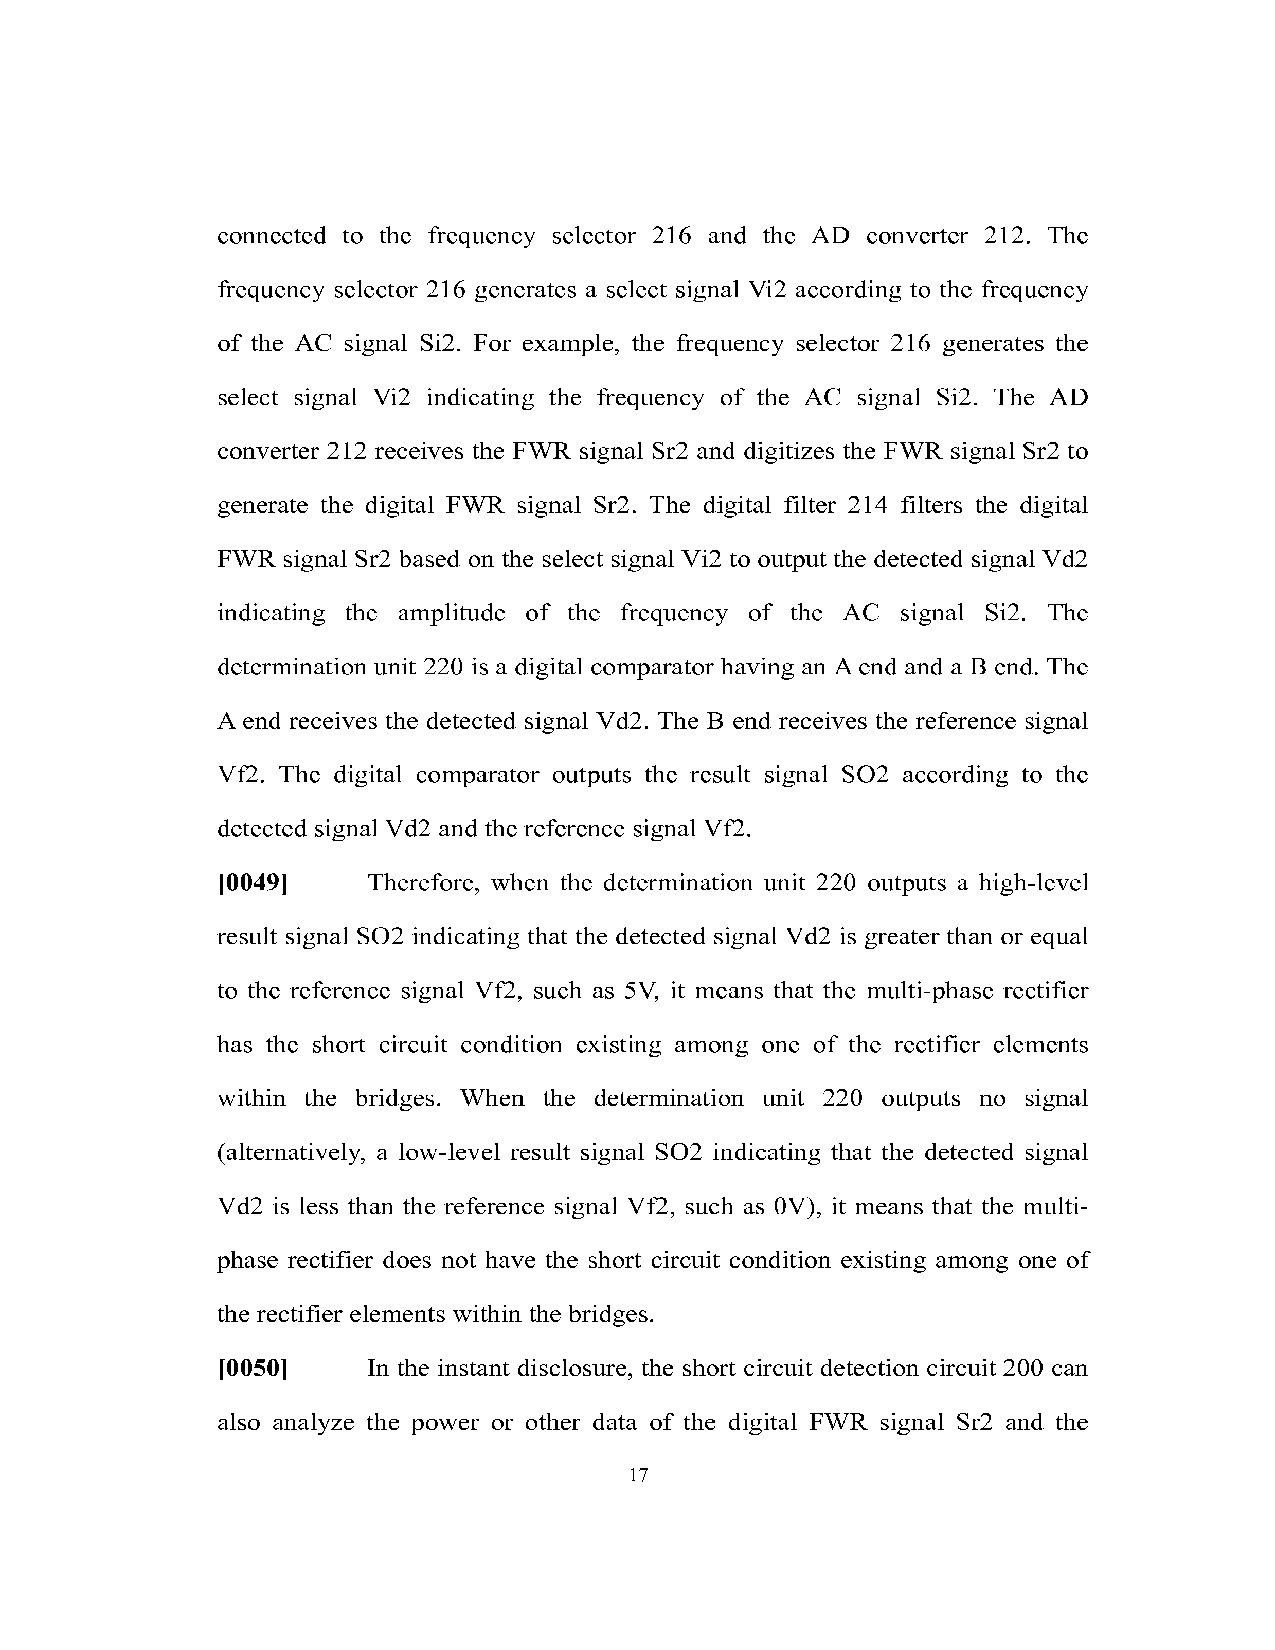 connected to the frequency selector 216 and the AD converter 212. The
frequency selector 216 generates a select signal Vi2 according to the frequency
of the AC signal Si2. For example, the frequency selector 216 generates the
select signal Vi2 indicating the frequency of the AC signal Si2. The AD
converter 212 receives the FWR signal Sr2 and digitizes the FWR signal Sr2 to
generate the digital FWR signal Sr2. The digital filter 214 filters the digital
FWR signal Sr2 based on the select signal Vi2 to output the detected signal Vd2
indicating the amplitude of the frequency of the AC signal Si2. The
determination unit 220 is a digital comparator having an A end and a B end. The
A end receives the detected signal Vd2. The B end receives the reference signal
Vf2. The digital comparator outputs the result signal SO2 according to the
detected signal Vd2 and the reference signal Vf2.
[0049] Therefore, when the determination unit 220 outputs a high-level
result signal SO2 indicating that the detected signal Vd2 is greater than or equal
to the reference signal Vf2, such as 5V, it means that the multi-phase rectifier
has the short circuit condition existing among one of the rectifier elements
within the bridges. When the determination unit 220 outputs no signal
(alternatively, a low-level result signal SO2 indicating that the detected signal
Vd2 is less than the reference signal Vf2, such as 0V), it means that the multi-
phase rectifier does not have the short circuit condition existing among one of
the rectifier elements within the bridges.
[0050] In the instant disclosure, the short circuit detection circuit 200 can
also analyze the power or other data of the digital FWR signal Sr2 and the
17